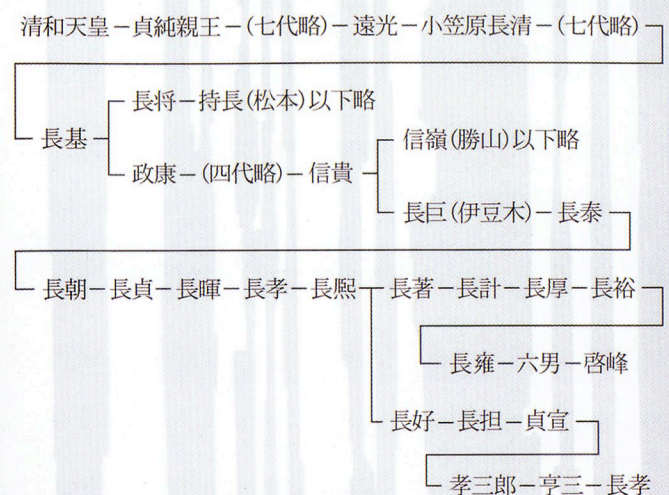 清和天皇－貞純親王－(七代略)－遠光－小笠原長清－(七代略)
長将－持長(松本)以下略
長基
信嶺(勝山)以下略
政康－(四代略)－信貴
長巨(伊豆木)－長泰
長朝－長貞－長暉－長孝－長熈－長著－長計－長厚－長裕
長雍－六男－啓峰
長好－長担－貞宣
孝三郎－亨三－長孝